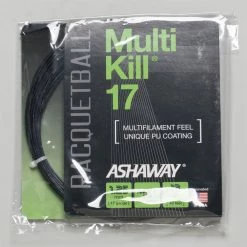 RACQUETBALL
Multi
Kill®
17
MULTIFILAMENT FEEL
UNIQUE PU COATING
ASHAWAY®